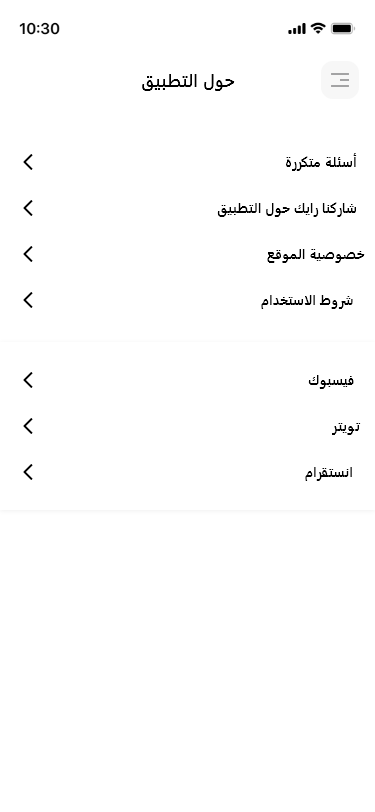 10:30
حول التطبيق
أسئلة متكررة
شاركنا رايك حول التطبيق
خصوصية الموقع
شروط الاستخدام
فيسبوك
تويتر
انستقرام